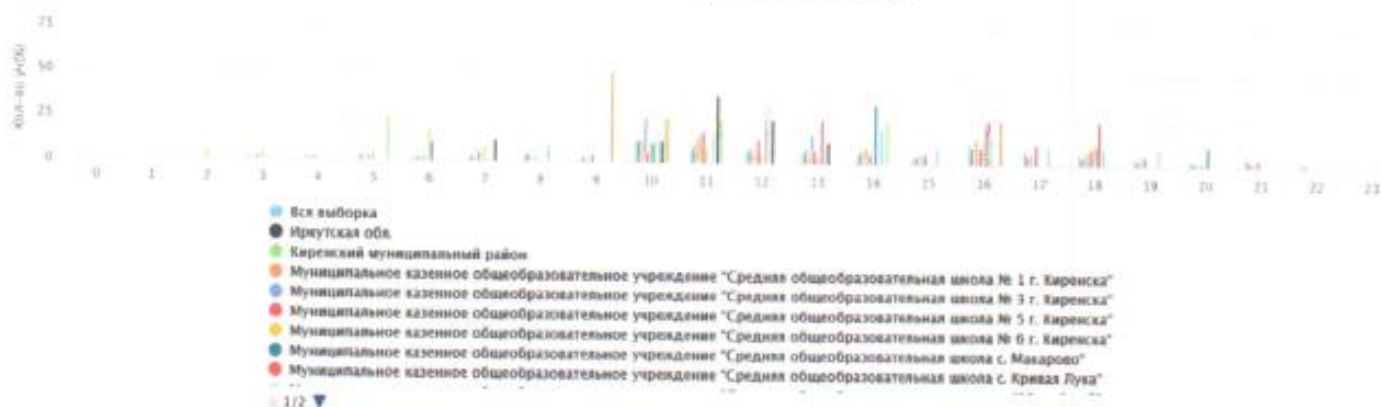 75
50
25
0
Кол-во уч(%)
0 1 2 3 4 5 6 7 8 9 10 11 12 13 14 15 16 17 18 19 20 21 22 23
Вся выборка
Иркутская обл.
Киренский муниципальный район
Муниципальное казенное общеобразовательное учреждение "Средняя общеобразовательная школа № 1 г. Киренска"
Муниципальное казенное общеобразовательное учреждение "Средняя общеобразовательная школа № 3 г. Киренска"
Муниципальное казенное общеобразовательное учреждение "Средняя общеобразовательная школа № 5 г. Киренска"
Муниципальное казенное общеобразовательное учреждение "Средняя общеобразовательная школа № 6 г. Киренска"
Муниципальное казенное общеобразовательное учреждение "Средняя общеобразовательная школа с. Макарово"
Муниципальное казенное общеобразовательное учреждение "Средняя общеобразовательная школа с. Кривая Лука"
1/2